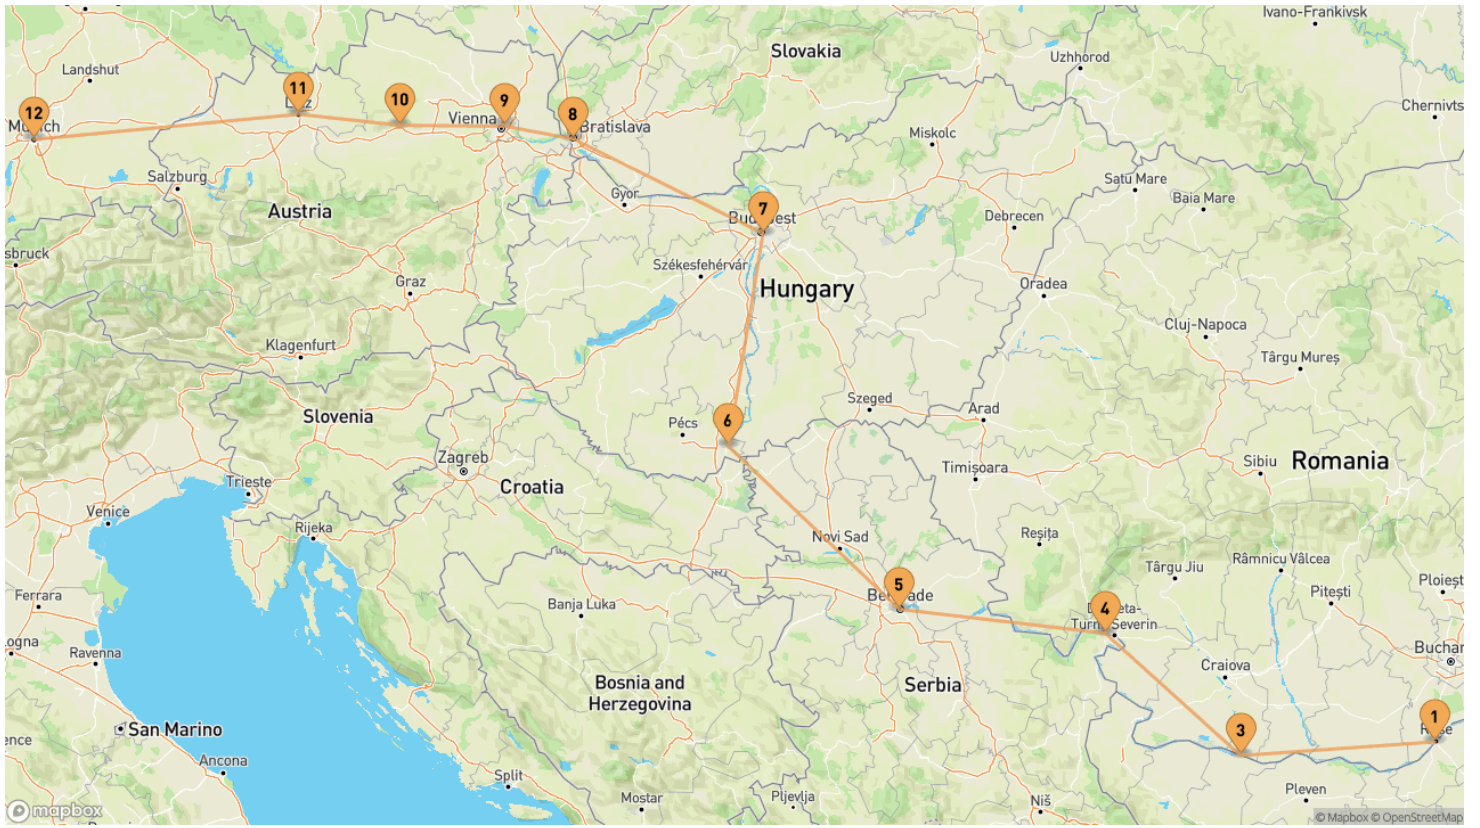 Ivano-Frankivsk
Slovakia
Uzhhorod
Landshut
11
Chernivts
10
9
12
Vienna
8
Bratislava
Miskolc
Salzburg
Satu Mare
Baia Mare
Gyor
Austria
7
Debrecen
sbruck
Székesfehérvár
Graz
Hungary
Oradea
Cluj-Napoca
Klagenfurt
Târgu Mureș
Szeged
Slovenia
Pécs
6
Arad
Zagreb
Timișoara
Sibiu
Romania
Trieste
Croatia
Venice
Rijeka
Novi Sad
Reșița
Râmnicu Vâlcea
Târgu Jiu
Ploiești
Ferrara
Banja Luka
5
Pitești
4
Turnu Severin
ologna
Ravenna
Buchar
Craiova
Bosnia and
Herzegovina
Serbia
1
San Marino
3
ence
Ancona
Split
Pljevlja
Pleven
Mostar
Niš
mapbox
© Mapbox © OpenStreetMap